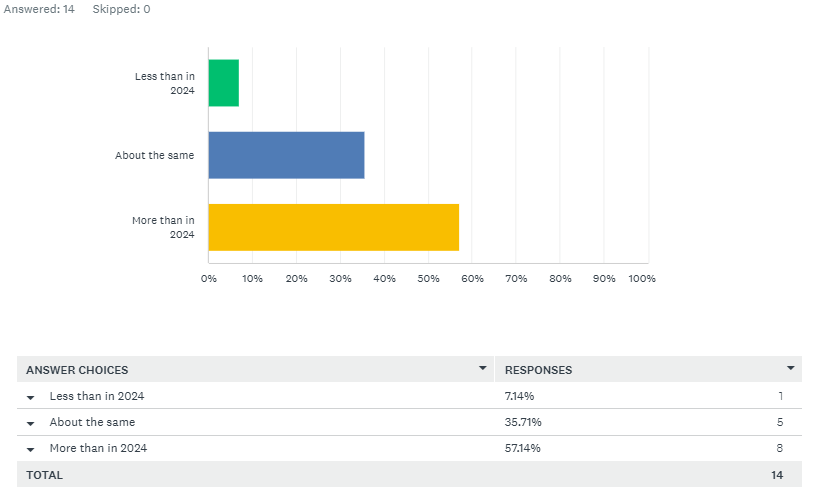 Answered: 14 Skipped: 0
Less than in
2024
About the same
More than in
2024
0% 10% 20% 30% 40% 50% 60% 70% 80% 90% 100%
ANSWER CHOICES RESPONSES
Less than in 2024 7.14% 1
About the same 35.71% 5
More than in 2024 57.14% 8
TOTAL 14